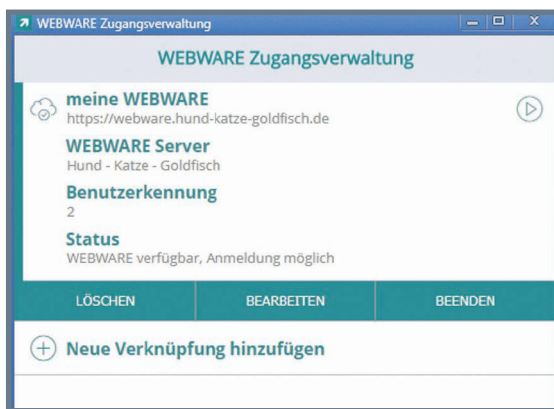 WEBWARE Zugangsverwaltung
WEBWARE Zugangsverwaltung
meine WEBWARE
https://webware.hund-katze-goldfisch.de
WEBWARE Server
Hund - Katze - Goldfisch
Benutzerkennung
2
Status
WEBWARE verfügbar, Anmeldung möglich
LÖSCHEN BEARBEITEN BEENDEN
Neue Verknüpfung hinzufügen